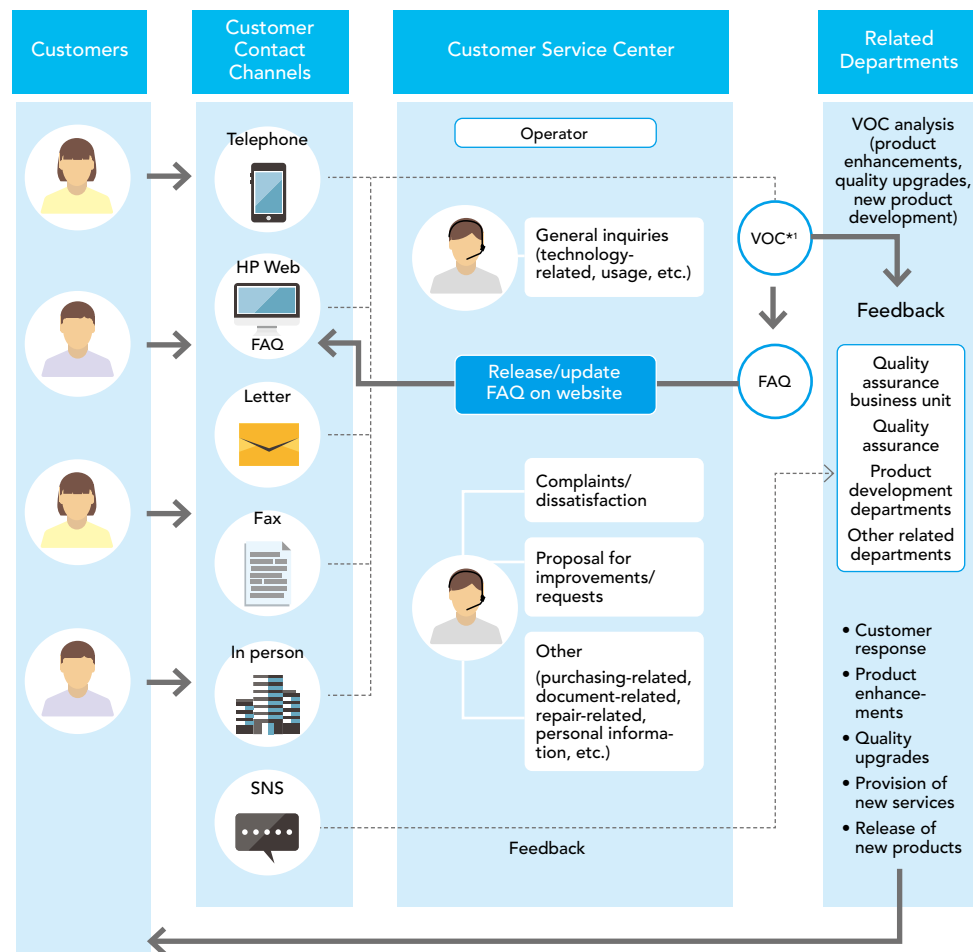 Customers
Customer
Contact
Channels
Customer Service Center
Related
Departments
Telephone
HP Web
FAQ
Letter
Fax
In person
SNS
Operator
General inquiries
(technology-
related, usage, etc.)
VOC*1
Release/update
FAQ on website
FAQ
Complaints/
dissatisfaction
Proposal for
improvements/
requests
Other
(purchasing-related,
document-related,
repair-related,
personal informa-
tion, etc.)
Feedback
VOC analysis
(product
enhancements,
quality upgrades,
new product
development)
Feedback
Quality
assurance
business unit
Quality
assurance
Product
development
departments
Other related
departments
• Customer
response
• Product
enhance-
ments
• Quality
upgrades
• Provision of
new services
• Release of
new products